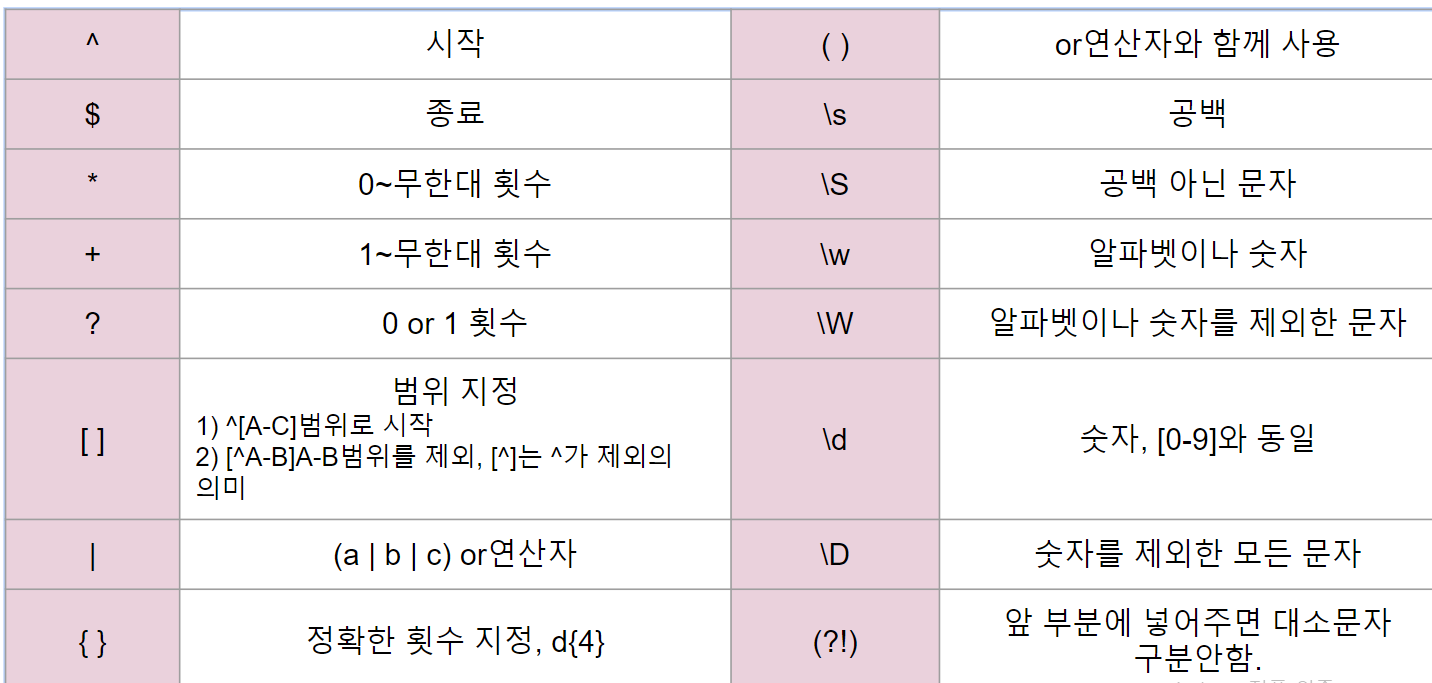 ^ 시작 ( ) or연산자와 함께 사용
$ 종료 \s 공백
* 0~무한대 횟수 \S 공백 아닌 문자
+ 1~무한대 횟수 \w 알파벳이나 숫자
? 0 or 1 횟수 \W 알파벳이나 숫자를 제외한 문자
[ ] 범위 지정
1) ^[A-C]범위로 시작
2) [^A-B]A-B범위를 제외, [^]는 ^가 제외의
의미
\d 숫자, [0-9]와 동일
| (a | b | c) or연산자 \D 숫자를 제외한 모든 문자
{ } 정확한 횟수 지정, d{4} (?!) 앞 부분에 넣어주면 대소문자
구분안함.